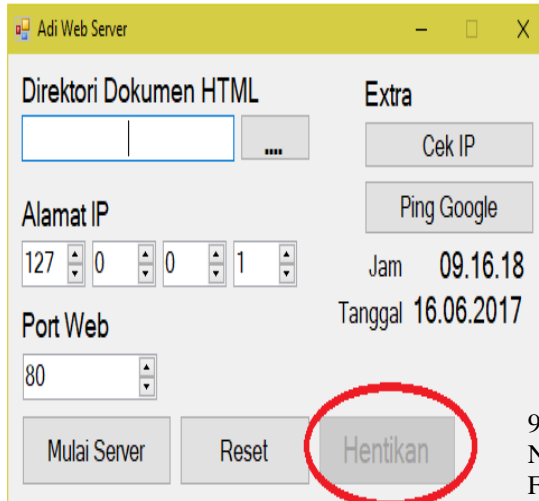 Adi Web Server
Direktori Dokumen HTML
....
Alamat IP
127 0 0 1
Port Web
80
Mulai Server Reset Hentikan
Extra
Cek IP
Ping Google
Jam 09.16.18
Tanggal 16.06.2017
9
N
F